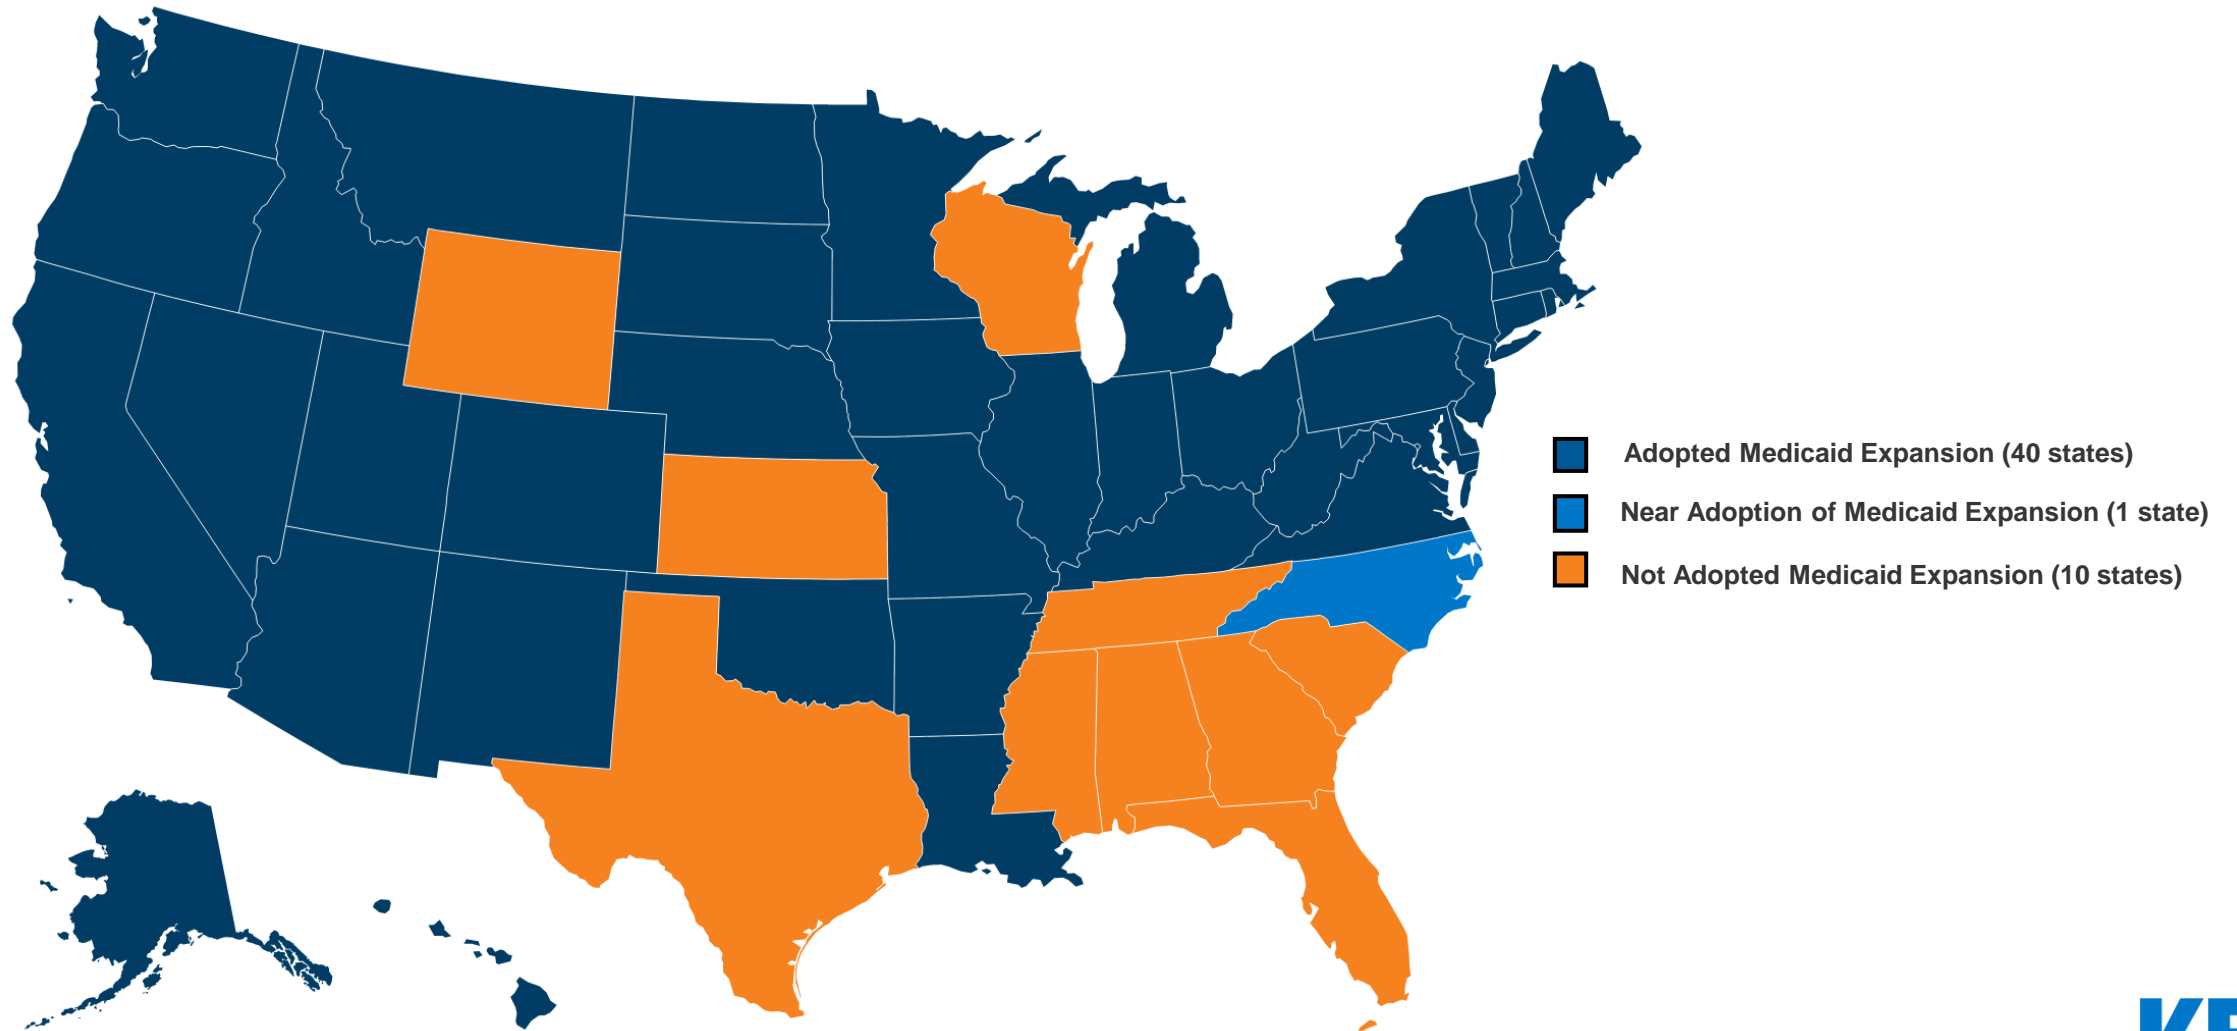 Adopted Medicaid Expansion (40 states)
Near Adoption of Medicaid Expansion (1 state)
Not Adopted Medicaid Expansion (10 states)